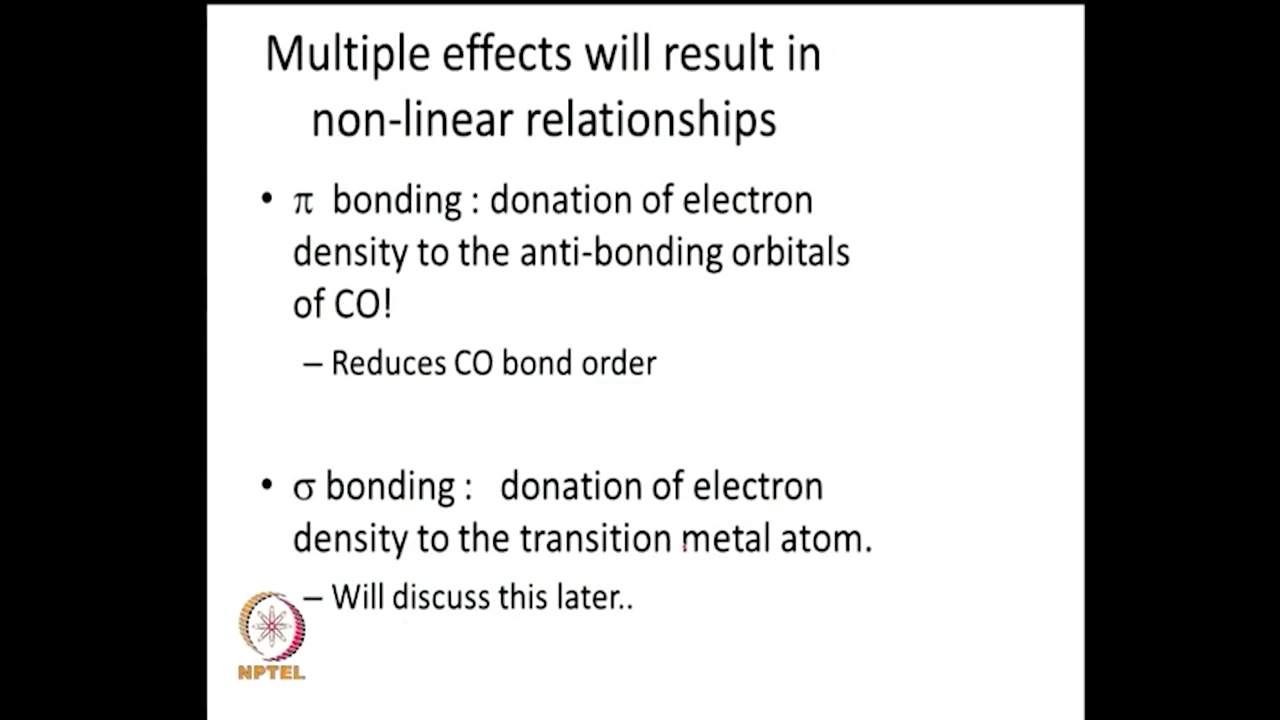 Multiple effects will result in
non-linear relationships
• π bonding : donation of electron
density to the anti-bonding orbitals
of CO!
– Reduces CO bond order
• σ bonding : donation of electron
density to the transition metal atom.
– Will discuss this later..
NPTEL